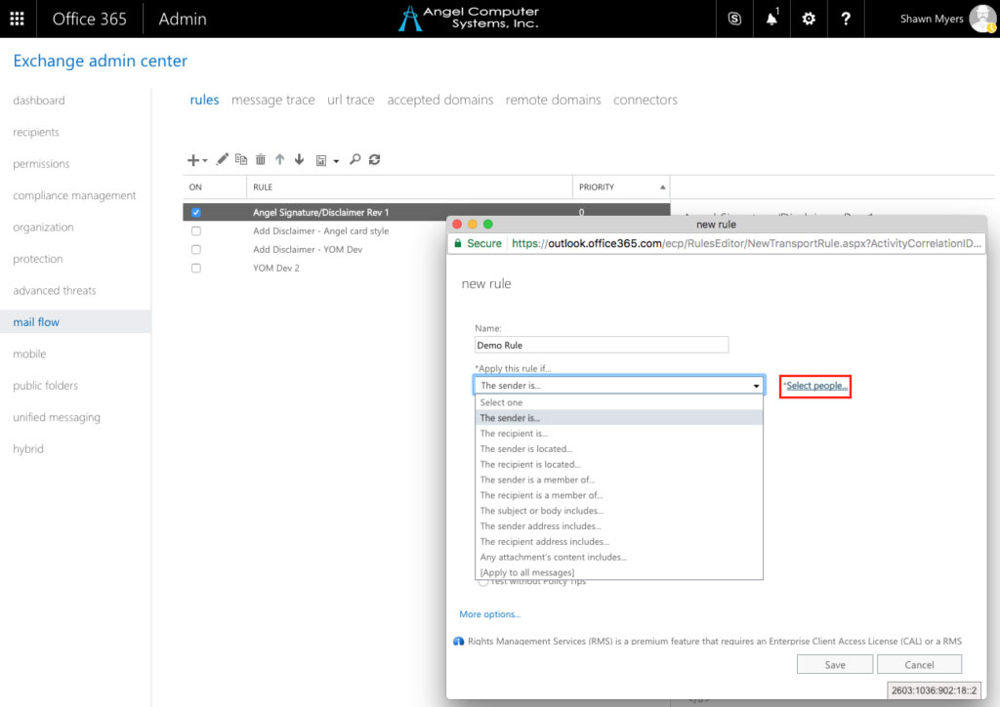 Office 365
Admin
Angel Computer
Systems, Inc.
1
?
Shawn Myers
Exchange admin center
dashboard
recipients
permissions
compliance management
organization
protection
advanced threats
mail flow
mobile
public folders
unified messaging
hybrid
rules message trace url trace accepted domains remote domains connectors
ON RULE PRIORITY
Angel Signature/Disclaimer Rev 1 0
Add Disclaimer - Angel card style
Add Disclaimer - YOM Dev
YOM Dev 2
Angel Signature/Disclaimer Rev 1
new rule
Secure https://outlook.office365.com/ecp/RulesEditor/NewTransportRule.aspx?ActivityCorrelationID...
new rule
Name:
Demo Rule
*Apply this rule if...
The sender is... *Select people...
Select one
The sender is...
The recipient is...
The sender is located...
The recipient is located...
The sender is a member of...
The recipient is a member of...
The subject or body includes...
The sender address includes...
The recipient address includes...
Any attachment's content includes...
[Apply to all messages]
Test without Policy Tips
More options...
Rights Management Services (RMS) is a premium feature that requires an Enterprise Client Access License (CAL) or a RMS
Save Cancel
2603:1036:902:18::2